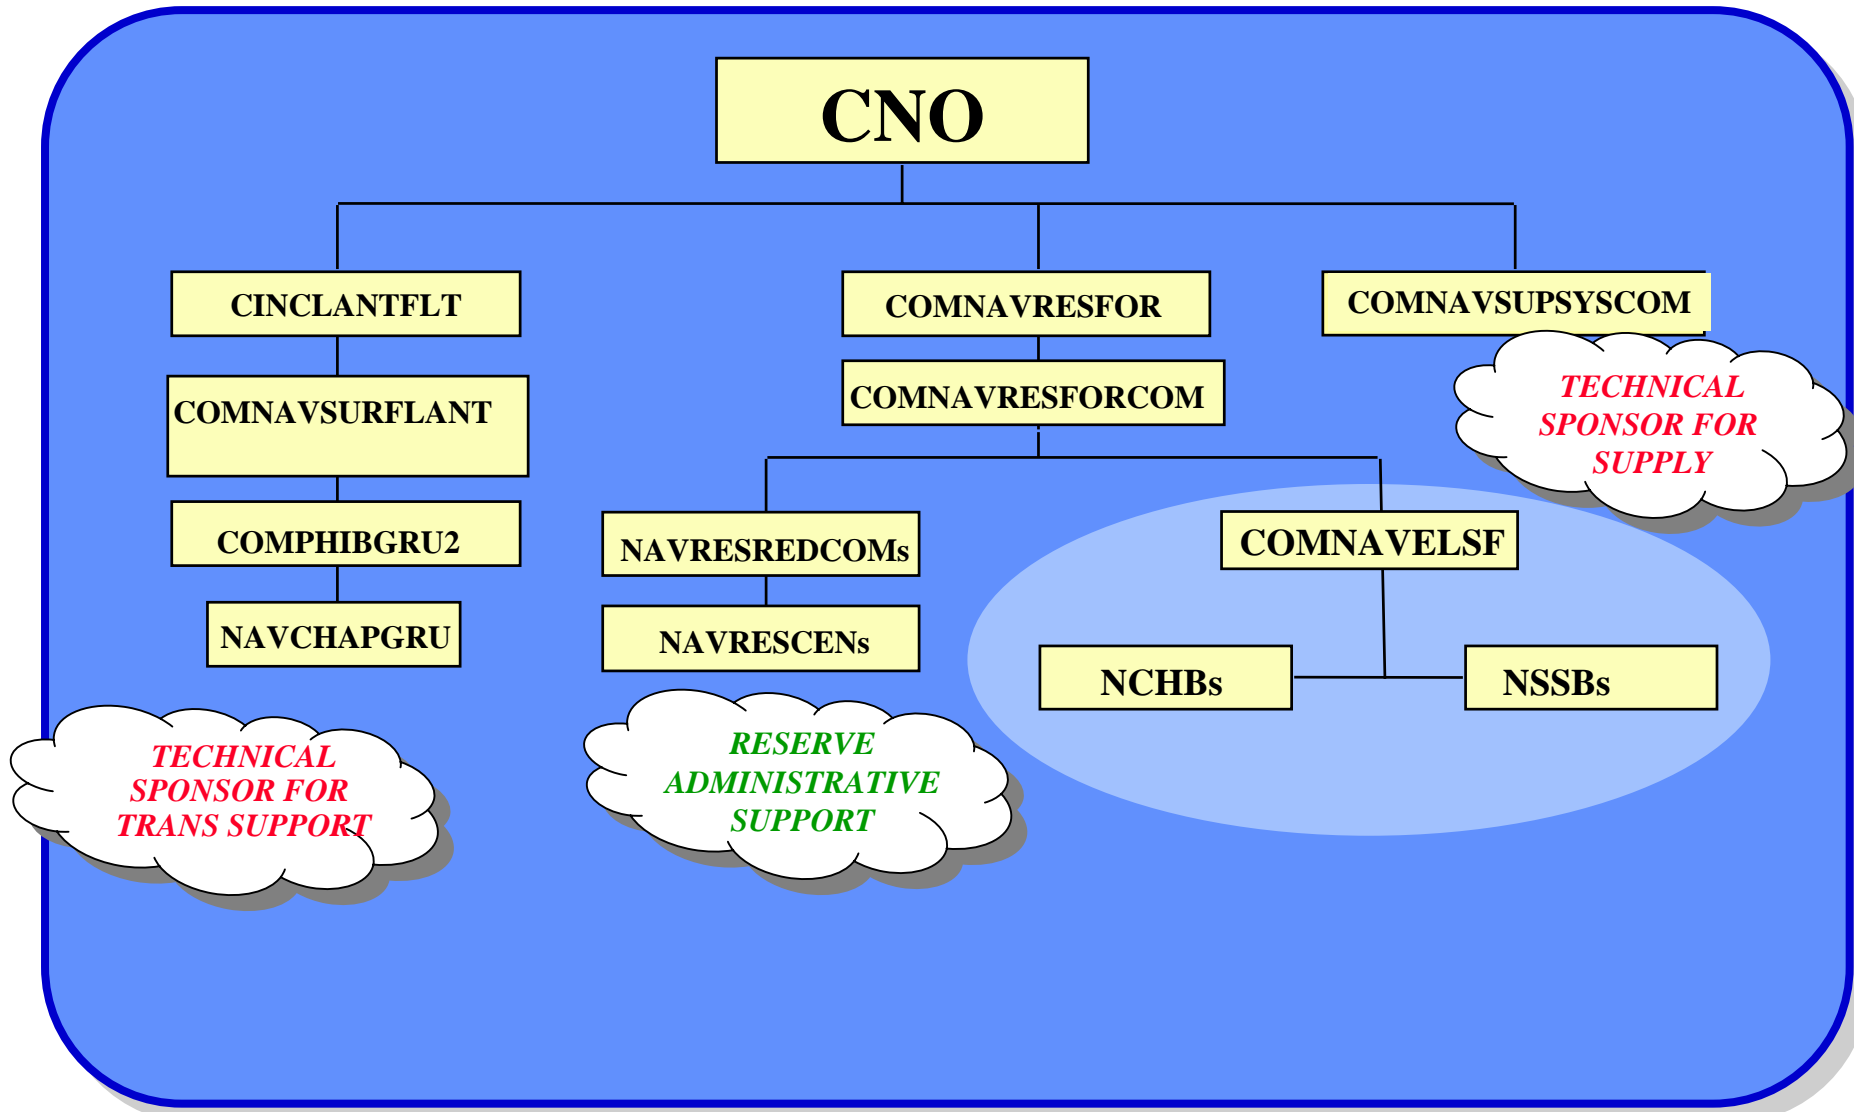 CNO
CINCLANTFLT
COMNAVRESFOR
COMNAVSUPSYSCOM
COMNAVSURFLANT
COMNAVRESFORCOM
TECHNICAL
SPONSOR FOR
SUPPLY
COMPHIBGRU2
NAVRESREDCOMs
COMNAVELSF
NAVCHAPGRU
NAVRESCENs
NCHBs
NSSBs
TECHNICAL
SPONSOR FOR
TRANS SUPPORT
RESERVE
ADMINISTRATIVE
SUPPORT